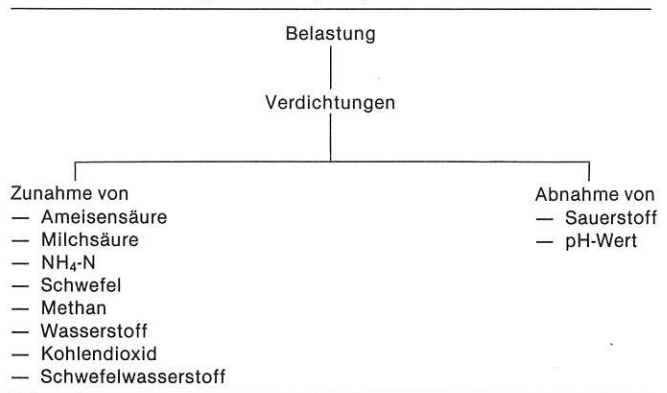 Belastung
Verdichtungen
Zunahme von
— Ameisensäure
— Milchsäure
— NH₄-N
— Schwefel
— Methan
— Wasserstoff
— Kohlendioxid
— Schwefelwasserstoff
Abnahme von
— Sauerstoff
— pH-Wert